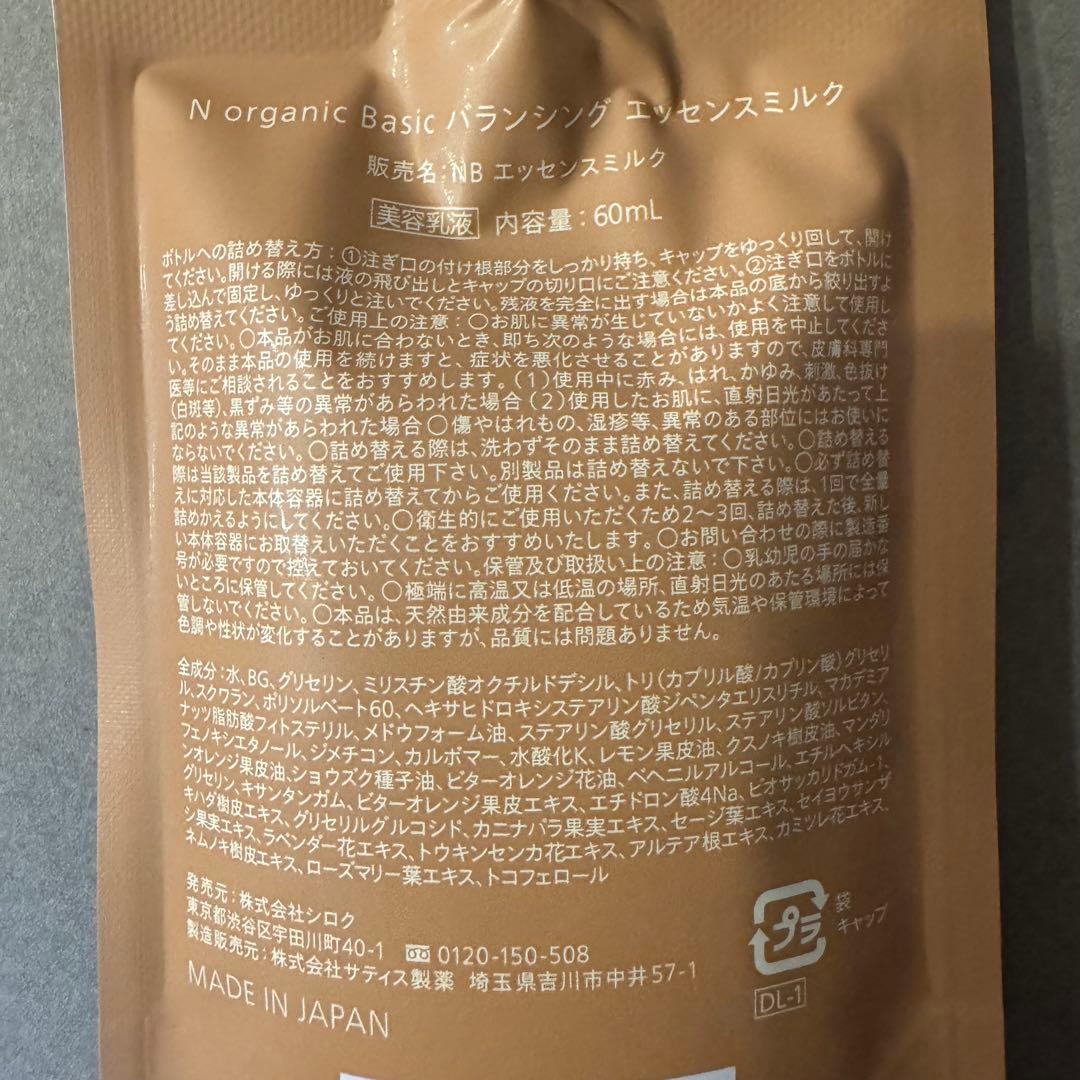 N organic Basic バランシング エッセンスミルク
販売名:NB エッセンスミルク
美容乳液 内容量:60mL
ボトルへの詰め替え方:①注ぎ口の付け根部分をしっかり持ち、キャップをゆっくり回して、開け
てください。開ける際には液の飛び出しとキャップの切り口にご注意ください。②注ぎ口をボトルに
差し込んで固定し、ゆっくりと注いでください。残液を完全に出す場合は本品の底から絞り出すよ
う詰め替えてください。ご使用上の注意:○お肌に異常が生じていないかよく注意して使用し
てください。○本品がお肌に合わないとき、即ち次のような場合には、使用を中止してくださ
い。そのまま本品の使用を続けますと、症状を悪化させることがありますので、皮膚科専門
医等にご相談されることをおすすめします。(1)使用中に赤み、はれ、かゆみ、刺激、色抜け
(白斑等)、黒ずみ等の異常があらわれた場合(2)使用したお肌に、直射日光があたって上
記のような異常があらわれた場合○傷やはれもの、湿疹等、異常のある部位にはお使いに
ならないでください。○詰め替える際は、洗わずそのまま詰め替えてください。○詰め替える
際は当該製品を詰め替えてご使用下さい。別製品は詰め替えないで下さい。○必ず詰め替
えに対応した本体容器に詰め替えてからご使用ください。また、詰め替える際は、1回で全量
詰めかえるようにしてください。○衛生的にご使用いただくため2〜3回、詰め替えた後、新し
い本体容器にお取替えいただくことをおすすめいたします。○お問い合わせの際に製造番
号が必要ですので控えておいてください。保管及び取扱い上の注意:○乳幼児の手の届かな
いところに保管してください。○極端に高温又は低温の場所、直射日光のあたる場所には保
管しないでください。○本品は、天然由来成分を配合しているため気温や保管環境によって
色調や性状が変化することがありますが、品質には問題ありません。
全成分:水、BG、グリセリン、ミリスチン酸オクチルドデシル、トリ(カプリル酸/カプリン酸)グリセリ
ル、スクワラン、ポリソルベート60、ヘキサヒドロキシステアリン酸ジペンタエリスリチル、マカデミア
ナッツ脂肪酸フィトステリル、メドウフォーム油、ステアリン酸グリセリル、ステアリン酸ソルビタン、
フェノキシエタノール、ジメチコン、カルボマー、水酸化K、レモン果皮油、クスノキ樹皮油、マンダリ
ンオレンジ果皮油、ショウズク種子油、ビターオレンジ花油、ベヘニルアルコール、エチルヘキシル
グリセリン、キサンタンガム、ビターオレンジ果皮エキス、エチドロン酸4Na、ビオサッカリドガム-1、
キハダ樹皮エキス、グリセリルグルコシド、カニナバラ果実エキス、セージ葉エキス、セイヨウサンザ
シ果実エキス、ラベンダー花エキス、トウキンセンカ花エキス、アルテア根エキス、カミツレ花エキス、
ネムノキ樹皮エキス、ローズマリー葉エキス、トコフェロール
発売元:株式会社シロク
東京都渋谷区宇田川町40-1 0120-150-508
製造販売元:株式会社サティス製薬 埼玉県吉川市中井57-1
MADE IN JAPAN
プラ
袋
キャップ
DL-1